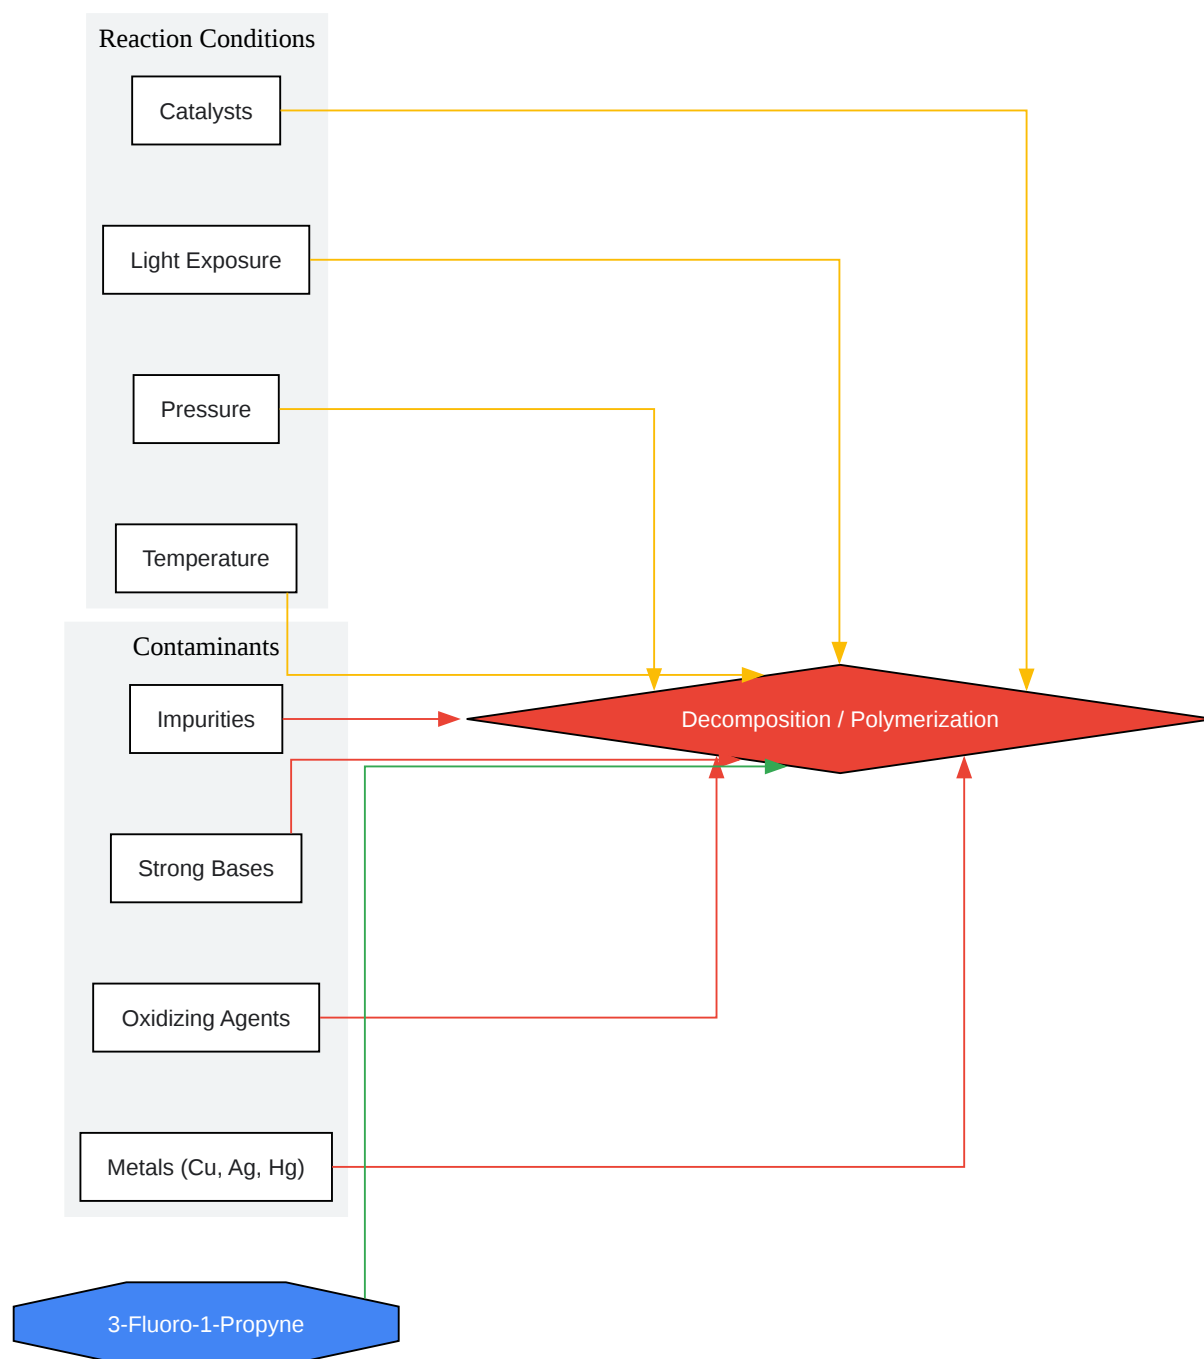 Reaction Conditions
Catalysts
Light Exposure
Pressure
Temperature
Contaminants
Impurities
Decomposition / Polymerization
Strong Bases
Oxidizing Agents
Metals (Cu, Ag, Hg)
3-Fluoro-1-Propyne